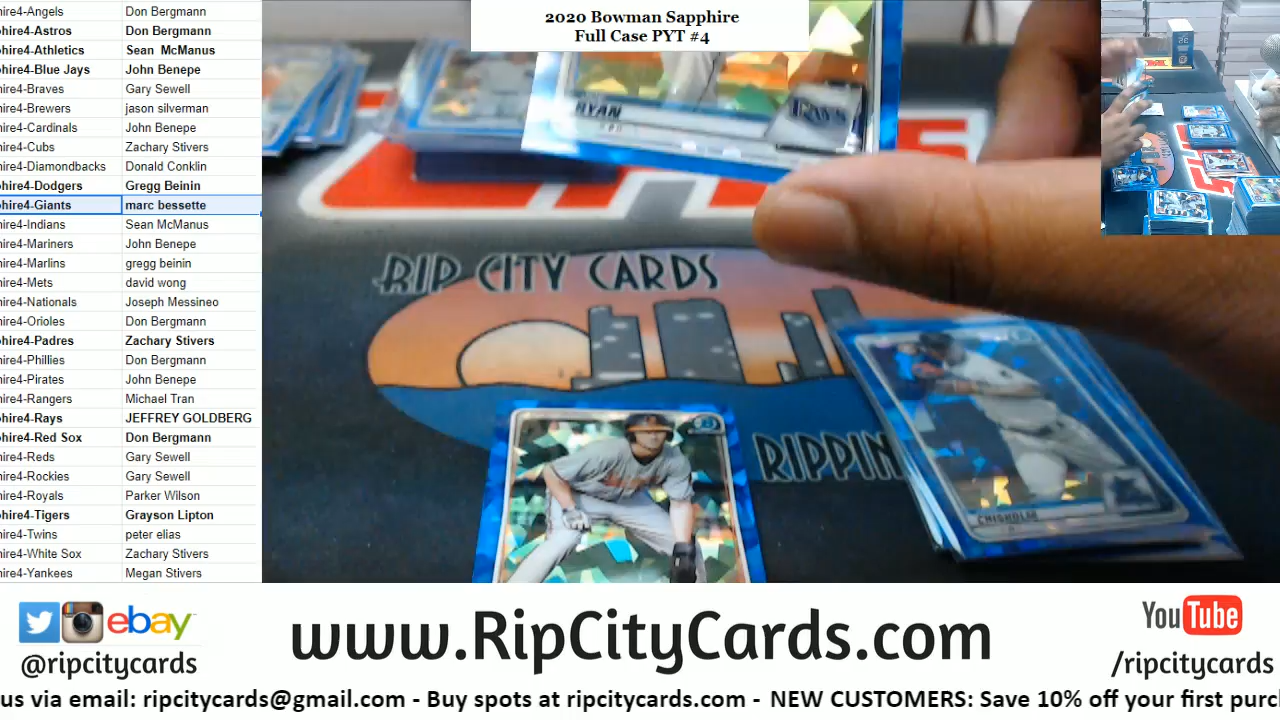 2020 Bowman Sapphire
Full Case PYT #4
hire4-Angels Don Bergmann
hire4-Astros Don Bergmann
hire4-Athletics Sean McManus
hire4-Blue Jays John Benepe
hire4-Braves Gary Sewell
hire4-Brewers jason silverman
hire4-Cardinals John Benepe
hire4-Cubs Zachary Stivers
hire4-Diamondbacks Donald Conklin
hire4-Dodgers Gregg Beinin
hire4-Giants marc bessette
hire4-Indians Sean McManus
hire4-Mariners John Benepe
hire4-Marlins gregg beinin
hire4-Mets david wong
hire4-Nationals Joseph Messineo
hire4-Orioles Don Bergmann
hire4-Padres Zachary Stivers
hire4-Phillies Don Bergmann
hire4-Pirates John Benepe
hire4-Rangers Michael Tran
hire4-Rays JEFFREY GOLDBERG
hire4-Red Sox Don Bergmann
hire4-Reds Gary Sewell
hire4-Rockies Gary Sewell
hire4-Royals Parker Wilson
hire4-Tigers Grayson Lipton
hire4-Twins peter elias
hire4-White Sox Zachary Stivers
hire4-Yankees Megan Stivers
RYAN
RAYS
RIP CITY CARDS
RIPPIN
CHISHOLM
ebay
@ripcitycards
www.RipCityCards.com
YouTube
/ripcitycards
us via email: ripcitycards@gmail.com - Buy spots at ripcitycards.com - NEW CUSTOMERS: Save 10% off your first purc